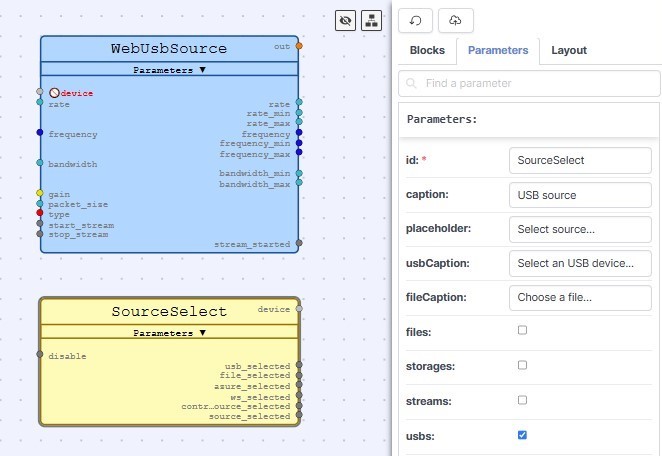 WebUsbSource
out
Parameters ▼
device
rate
rate
rate_min
rate_max
frequency
frequency
frequency_min
frequency_max
bandwidth
bandwidth_min
bandwidth_max
gain
packet_size
type
start_stream
stop_stream
stream_started
SourceSelect
device
Parameters ▼
disable
usb_selected
file_selected
asure_selected
ws_selected
contr…ource_selected
source_selected
Blocks
Parameters
Layout
Find a parameter
Parameters:
id: * SourceSelect
caption: USB source
placeholder: Select source...
usbCaption: Select an USB device...
fileCaption: Choose a file...
files:
storages:
streams:
usbs: